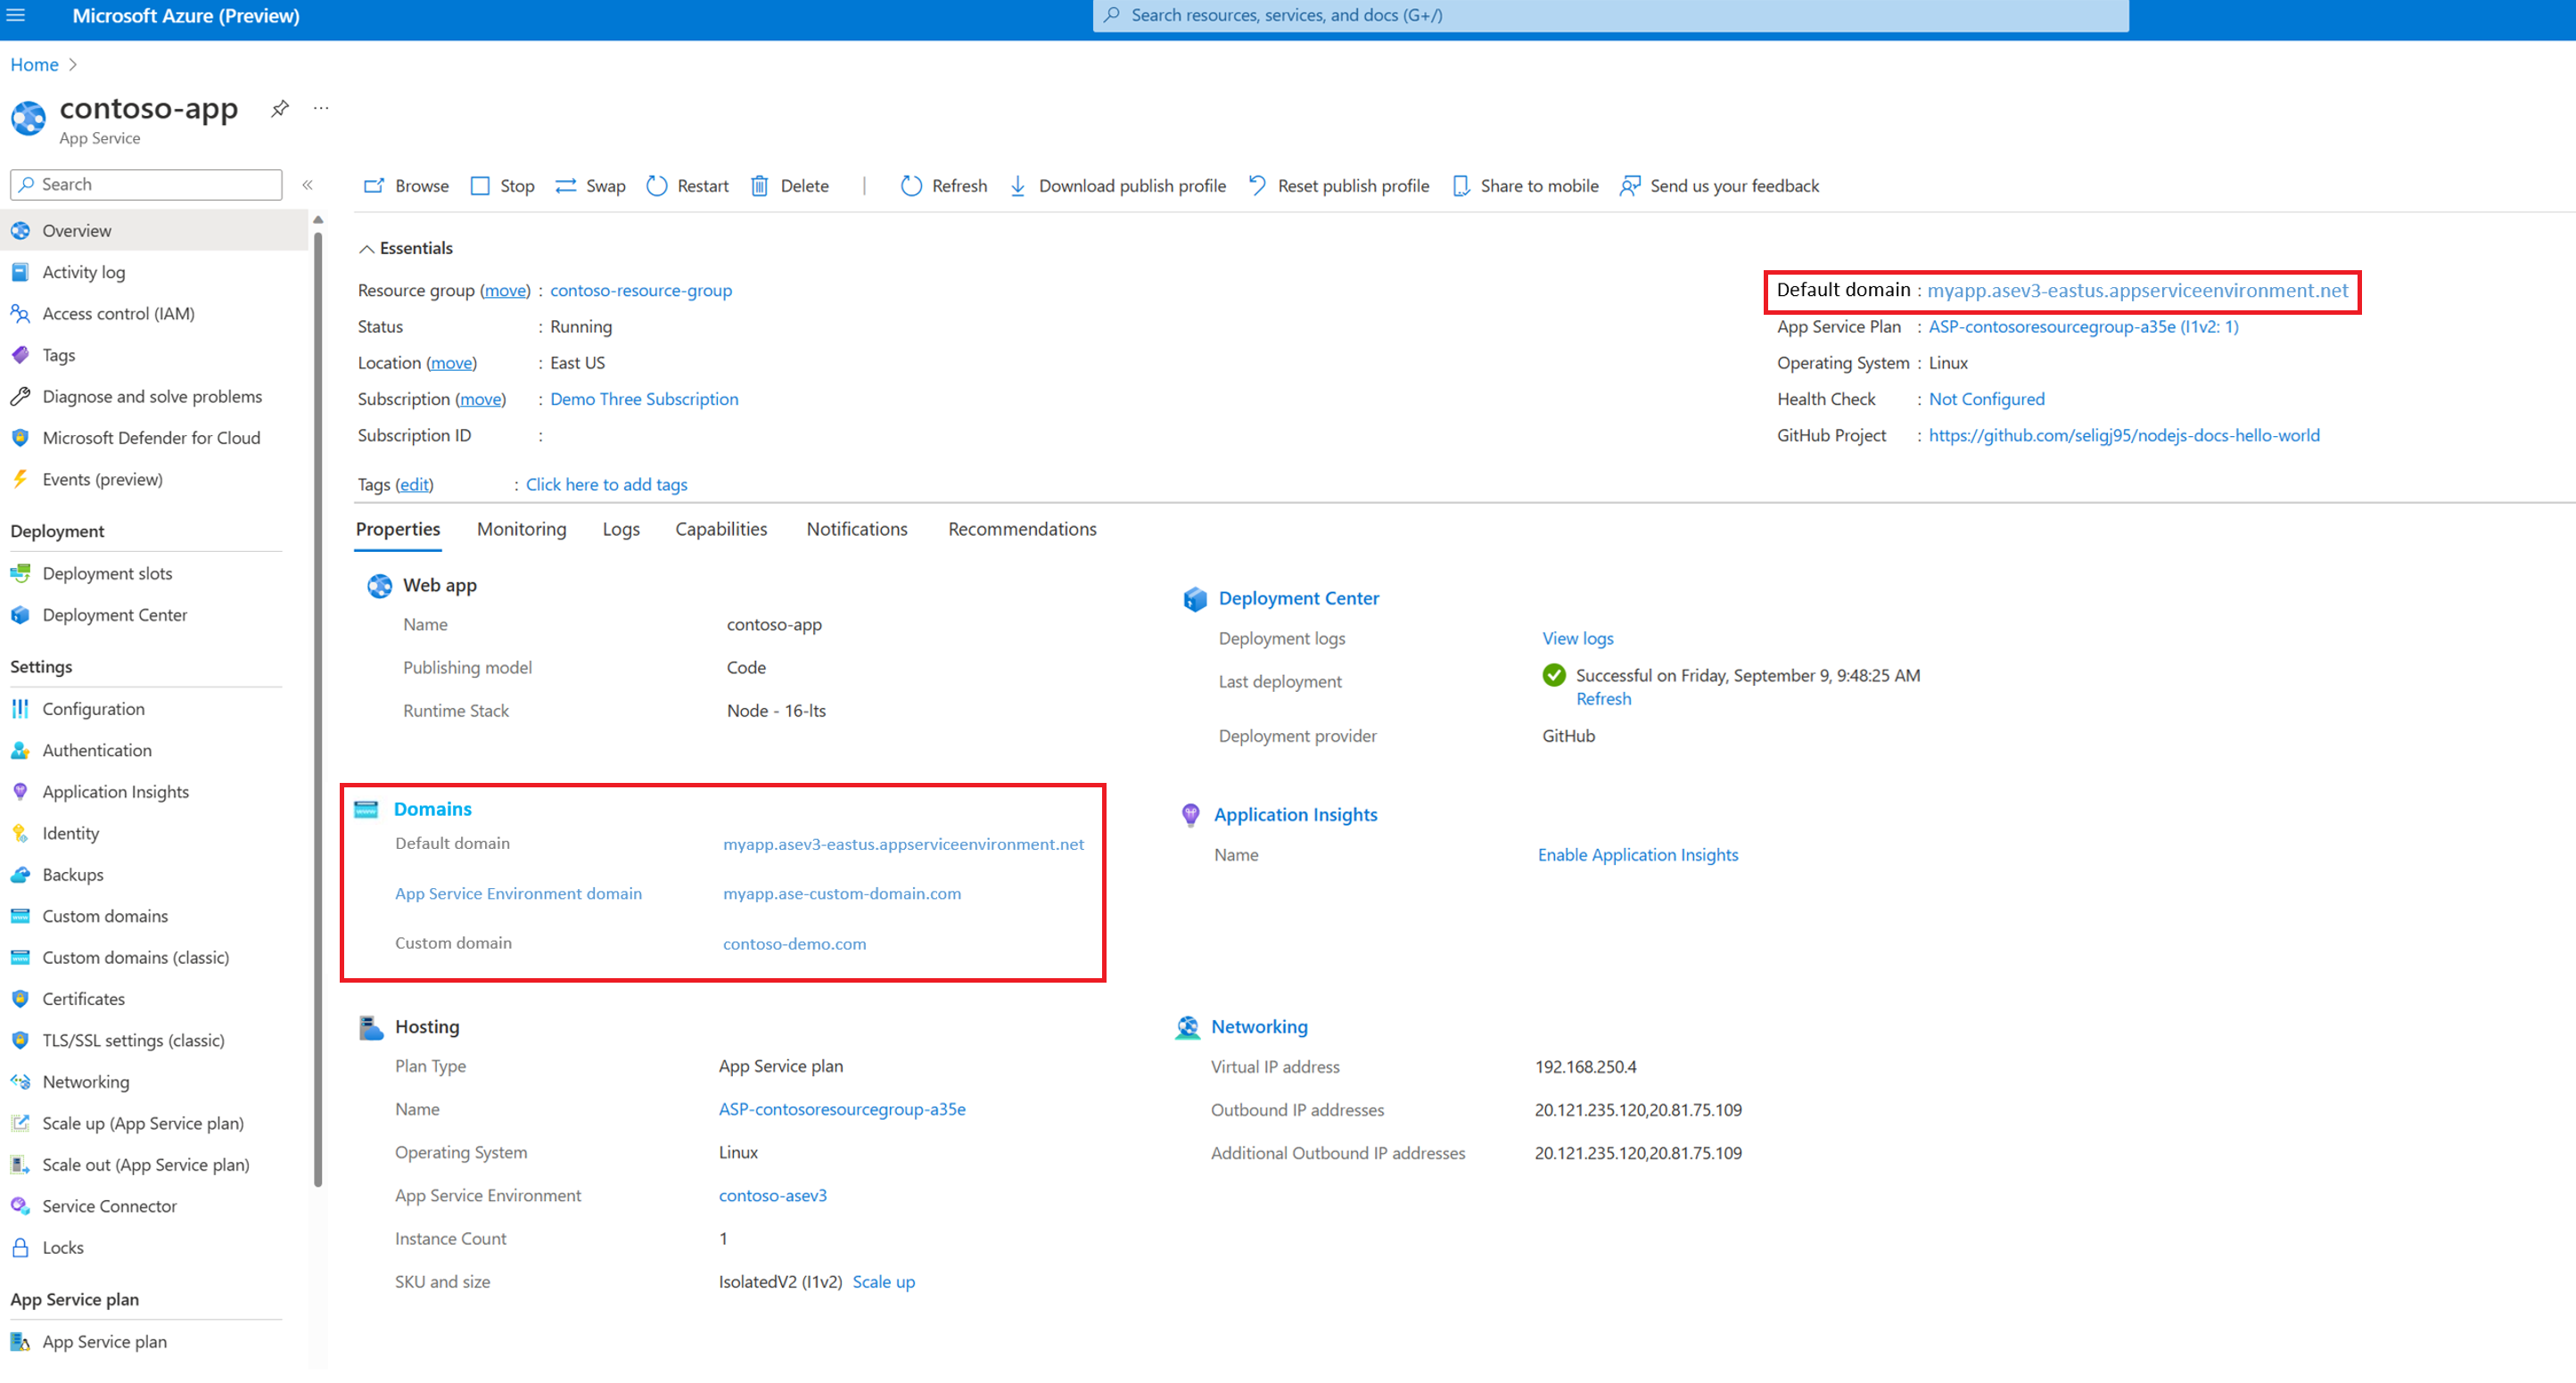 Microsoft Azure (Preview)
Search resources, services, and docs (G+/)
Home
contoso-app
App Service
Search
Browse
Stop
Swap
Restart
Delete
Refresh
Download publish profile
Reset publish profile
Share to mobile
Send us your feedback
Overview
Activity log
Access control (IAM)
Tags
Diagnose and solve problems
Microsoft Defender for Cloud
Events (preview)
Deployment
Deployment slots
Deployment Center
Settings
Configuration
Authentication
Application Insights
Identity
Backups
Custom domains
Custom domains (classic)
Certificates
TLS/SSL settings (classic)
Networking
Scale up (App Service plan)
Scale out (App Service plan)
Service Connector
Locks
App Service plan
App Service plan
Essentials
Resource group (move) : contoso-resource-group
Status : Running
Location (move) : East US
Subscription (move) : Demo Three Subscription
Subscription ID :
Tags (edit) : Click here to add tags
Default domain : myapp.asev3-eastus.appserviceenvironment.net
App Service Plan : ASP-contosoresourcegroup-a35e (I1v2: 1)
Operating System : Linux
Health Check : Not Configured
GitHub Project : https://github.com/seligj95/nodejs-docs-hello-world
Properties
Monitoring
Logs
Capabilities
Notifications
Recommendations
Web app
Name contoso-app
Publishing model Code
Runtime Stack Node - 16-lts
Domains
Default domain myapp.asev3-eastus.appserviceenvironment.net
App Service Environment domain myapp.ase-custom-domain.com
Custom domain contoso-demo.com
Hosting
Plan Type App Service plan
Name ASP-contosoresourcegroup-a35e
Operating System Linux
App Service Environment contoso-asev3
Instance Count 1
SKU and size IsolatedV2 (I1v2) Scale up
Deployment Center
Deployment logs View logs
Last deployment Successful on Friday, September 9, 9:48:25 AM
Refresh
Deployment provider GitHub
Application Insights
Name Enable Application Insights
Networking
Virtual IP address 192.168.250.4
Outbound IP addresses 20.121.235.120,20.81.75.109
Additional Outbound IP addresses 20.121.235.120,20.81.75.109